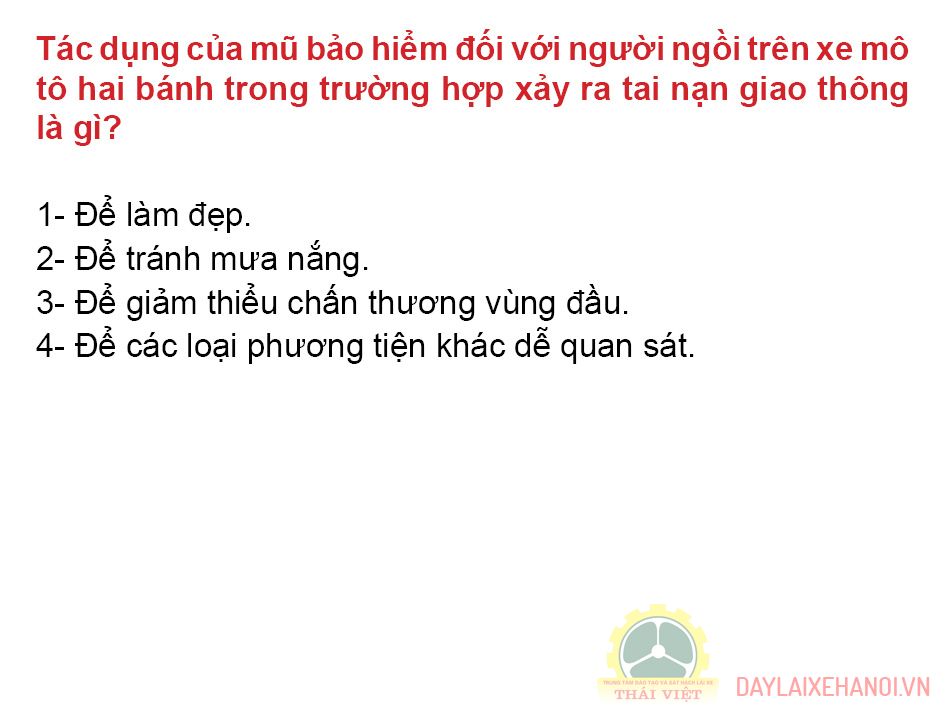 Tác dụng của mũ bảo hiểm đối với người ngồi trên xe mô
tô hai bánh trong trường hợp xảy ra tai nạn giao thông
là gì?
1- Để làm đẹp.
2- Để tránh mưa nắng.
3- Để giảm thiểu chấn thương vùng đầu.
4- Để các loại phương tiện khác dễ quan sát.
TRUNG TÂM ĐÀO TẠO VÀ SÁT HẠCH LÁI XE
THÁI VIỆT
DAYLAIXEHANOI.VN